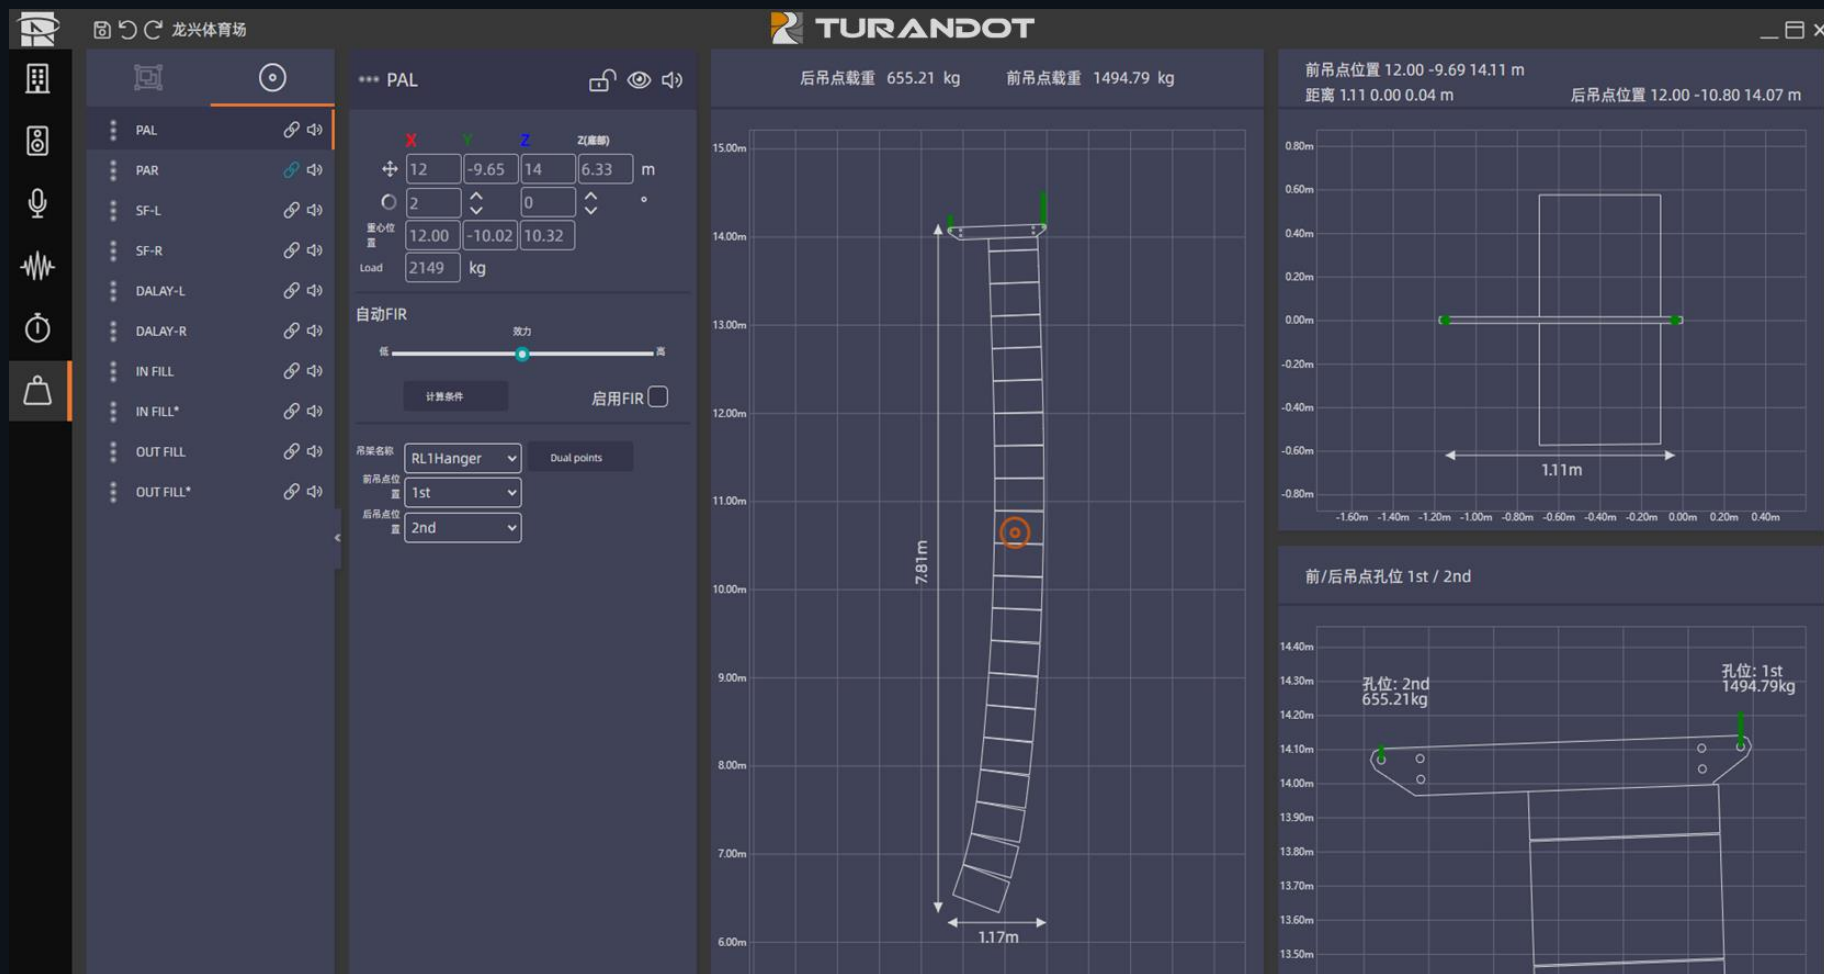 龙兴体育场
TURANDOT
PAL
PAR
SF-L
SF-R
DALAY-L
DALAY-R
IN FILL
IN FILL*
OUT FILL
OUT FILL*
PAL
X Y Z Z(底部)
12 -9.65 14 6.33 m
2 0 °
重心位
置
12.00 -10.02 10.32
Load 2149 kg
自动FIR
效力
低 高
计算条件 启用FIR
吊架名称 RL1Hanger Dual points
前吊点位
置 1st
后吊点位
置 2nd
后吊点载重 655.21 kg 前吊点载重 1494.79 kg
15.00m
14.00m
13.00m
12.00m
11.00m
10.00m
9.00m
8.00m
7.00m
6.00m
7.81m
1.17m
前吊点位置 12.00 -9.69 14.11 m
距离 1.11 0.00 0.04 m 后吊点位置 12.00 -10.80 14.07 m
0.80m
0.60m
0.40m
0.20m
0.00m
-0.20m
-0.40m
-0.60m
-0.80m
1.11m
-1.60m -1.40m -1.20m -1.00m -0.80m -0.60m -0.40m -0.20m 0.00m 0.20m 0.40m
前/后吊点孔位 1st / 2nd
14.40m
14.30m
14.20m
14.10m
14.00m
13.90m
13.80m
13.70m
13.60m
13.50m
孔位: 2nd
655.21kg
孔位: 1st
1494.79kg